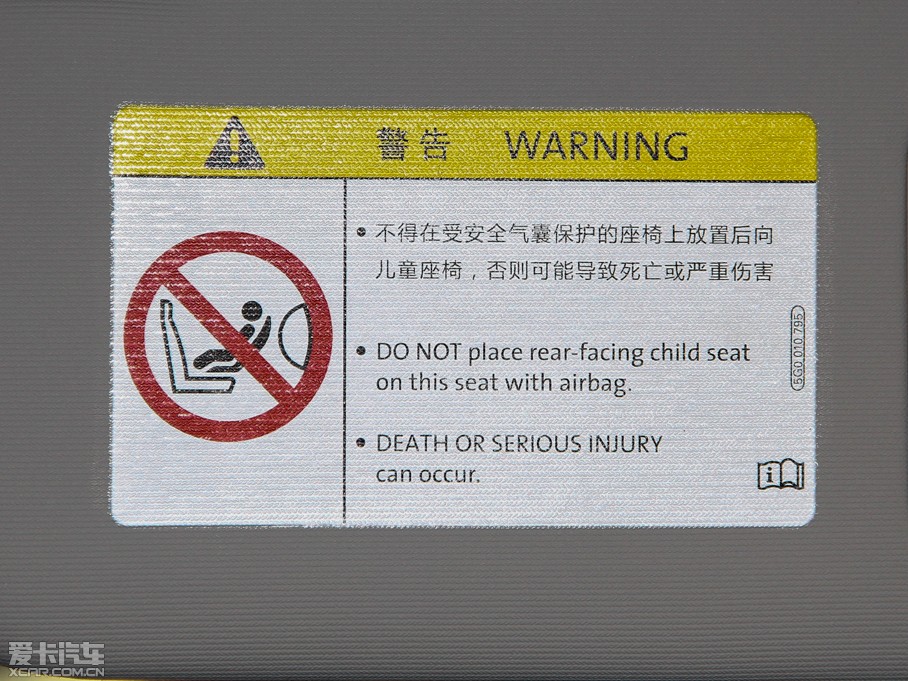 警告 WARNING
• 不得在受安全气囊保护的座椅上放置后向
儿童座椅，否则可能导致死亡或严重伤害
• DO NOT place rear-facing child seat
on this seat with airbag.
• DEATH OR SERIOUS INJURY
can occur.
5G0 010 795
i
爱卡汽车
XCAR.COM.CN